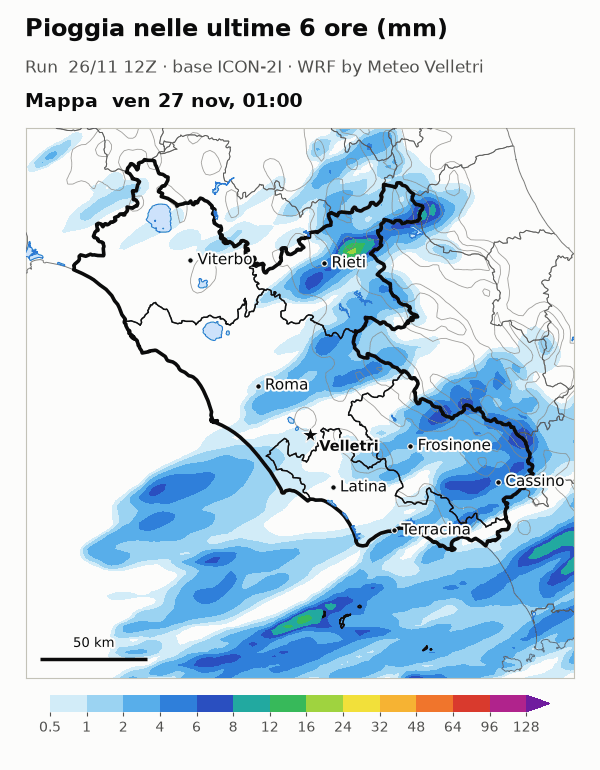 Pioggia nelle ultime 6 ore (mm)
Run  26/11 12Z · base ICON-2I · WRF by Meteo Velletri
Mappa  ven 27 nov, 01:00
Viterbo
Rieti
Roma
Velletri
Frosinone
Latina
Cassino
Terracina
50 km
0.5 1 2 4 6 8 12 16 24 32 48 64 96 128